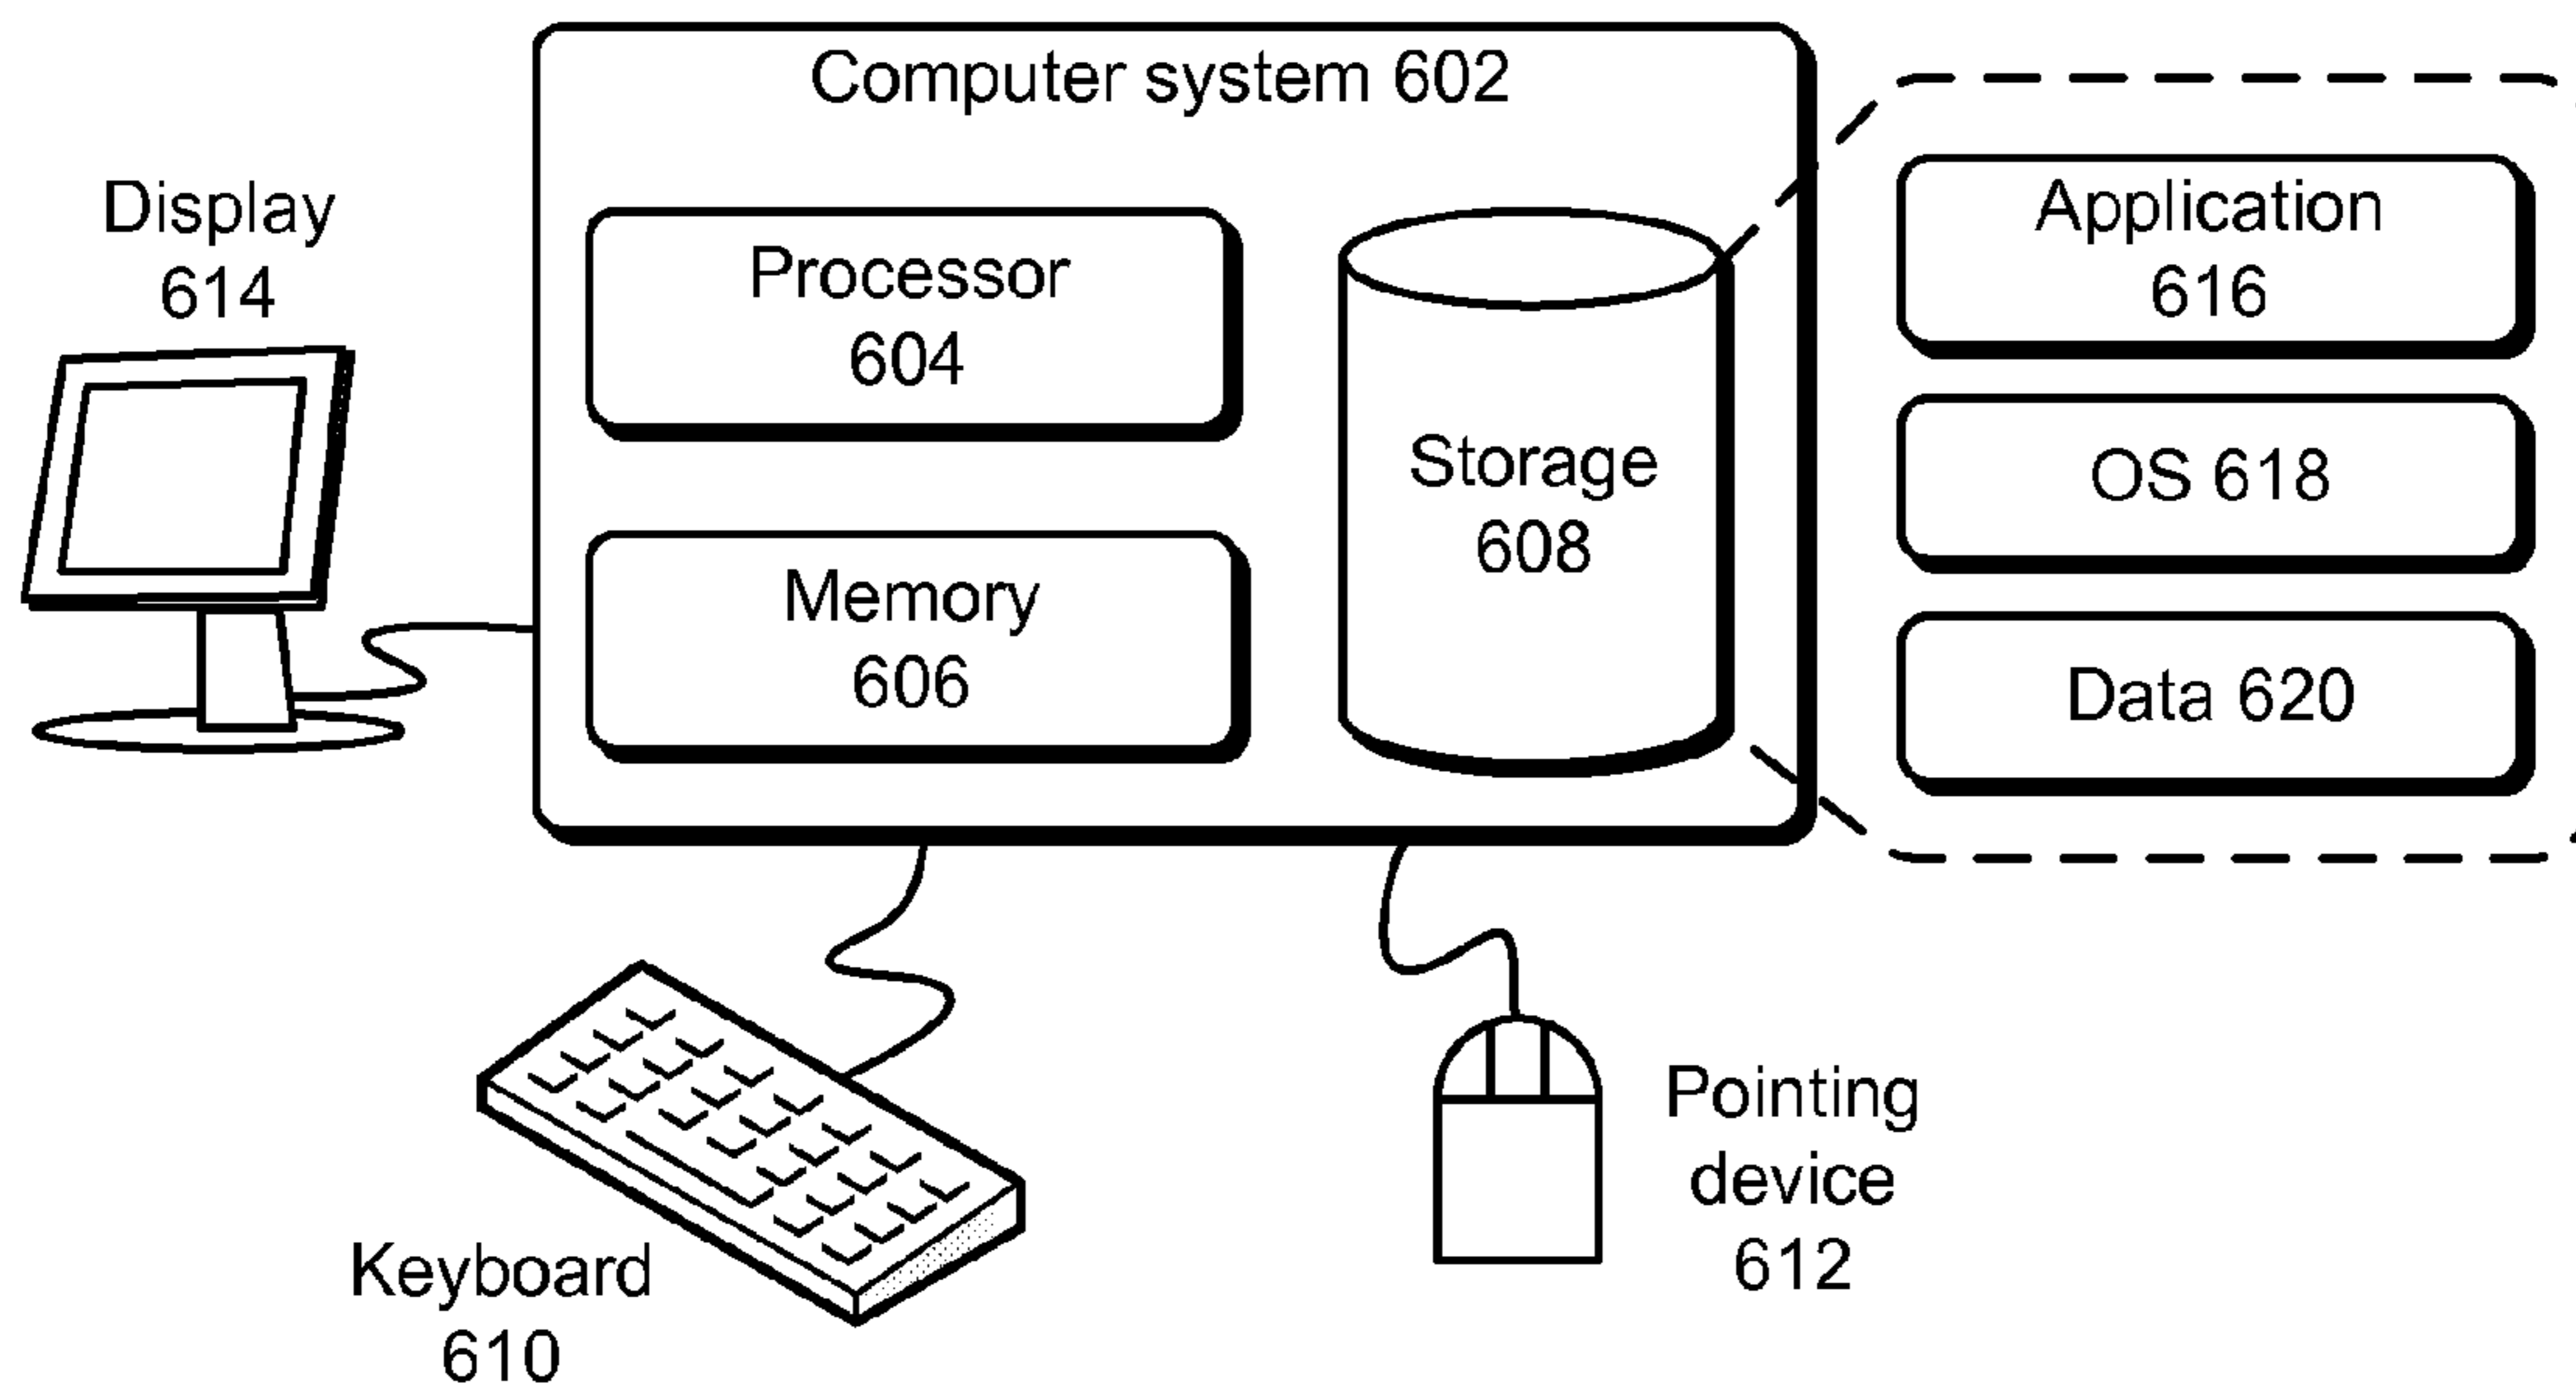 Computer system 602
Display
614
Processor
604
Memory
606
Storage
608
Application
616
OS 618
Data 620
Keyboard
610
Pointing
device
612